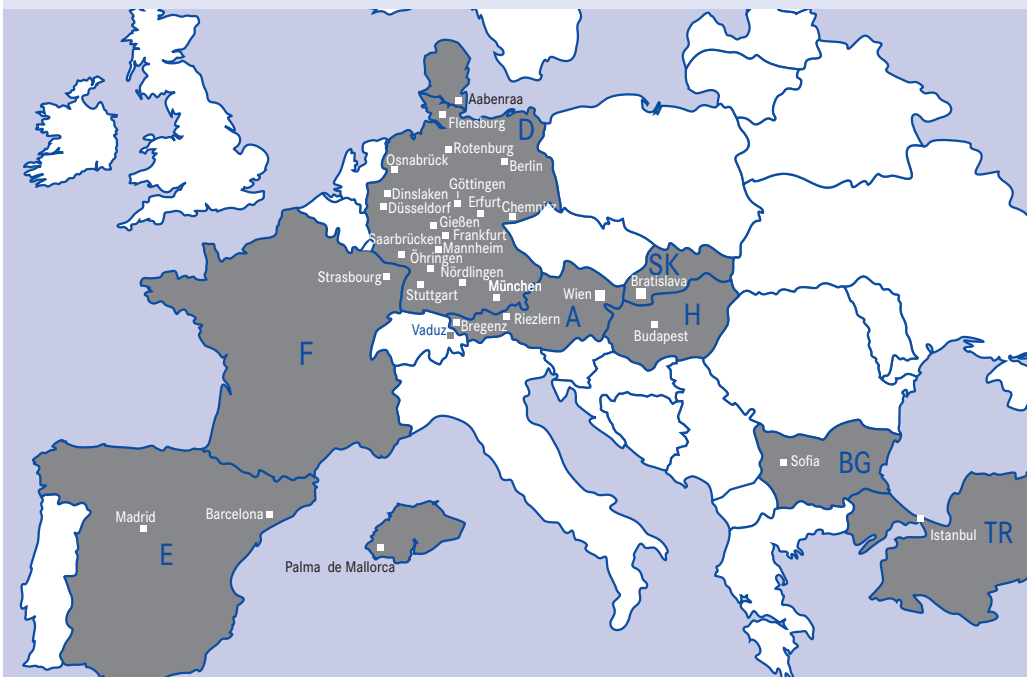 Aabenraa
Flensburg
D
Rotenburg
Osnabrück
Berlin
Göttingen
Dinslaken
Erfurt
Chemnitz
Düsseldorf
Gießen
Saarbrücken
Frankfurt
Mannheim
Öhringen
Strasbourg
Nördlingen
Stuttgart
München
SK
Wien
Bratislava
A
H
Riezlern
Vaduz
Bregenz
Budapest
F
Sofia
BG
Madrid
Barcelona
E
Istanbul
TR
Palma de Mallorca